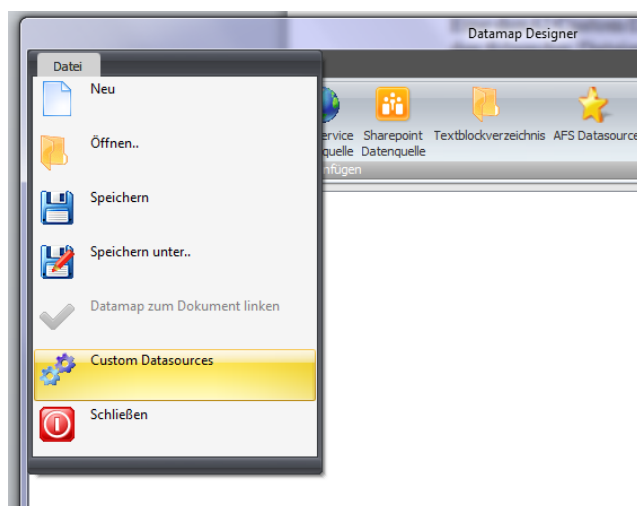 Datamap Designer
Datei
Neu
Öffnen..
Speichern
Speichern unter..
Datamap zum Dokument linken
Custom Datasources
Schließen
ervice Sharepoint Textblockverzeichnis AFS Datasource
quelle Datenquelle
nfügen